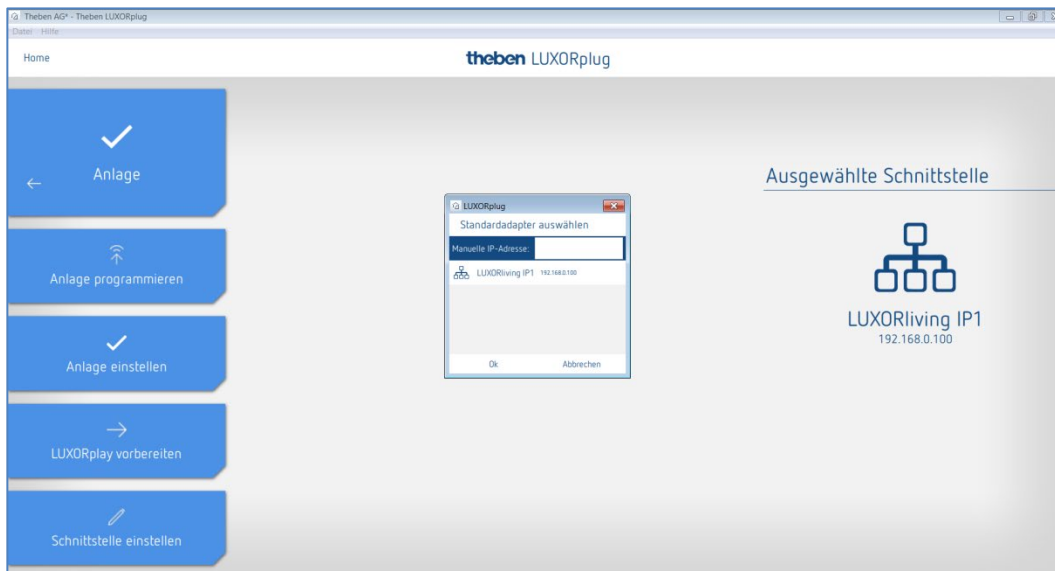 Theben AG* - Theben LUXORplug
Datei Hilfe
Home
theben LUXORplug
Anlage
Anlage programmieren
Anlage einstellen
LUXORplay vorbereiten
Schnittstelle einstellen
LUXORplug
Standardadapter auswählen
Manuelle IP-Adresse:
LUXORliving IP1 192.168.0.100
Ok Abbrechen
Ausgewählte Schnittstelle
LUXORliving IP1
192.168.0.100